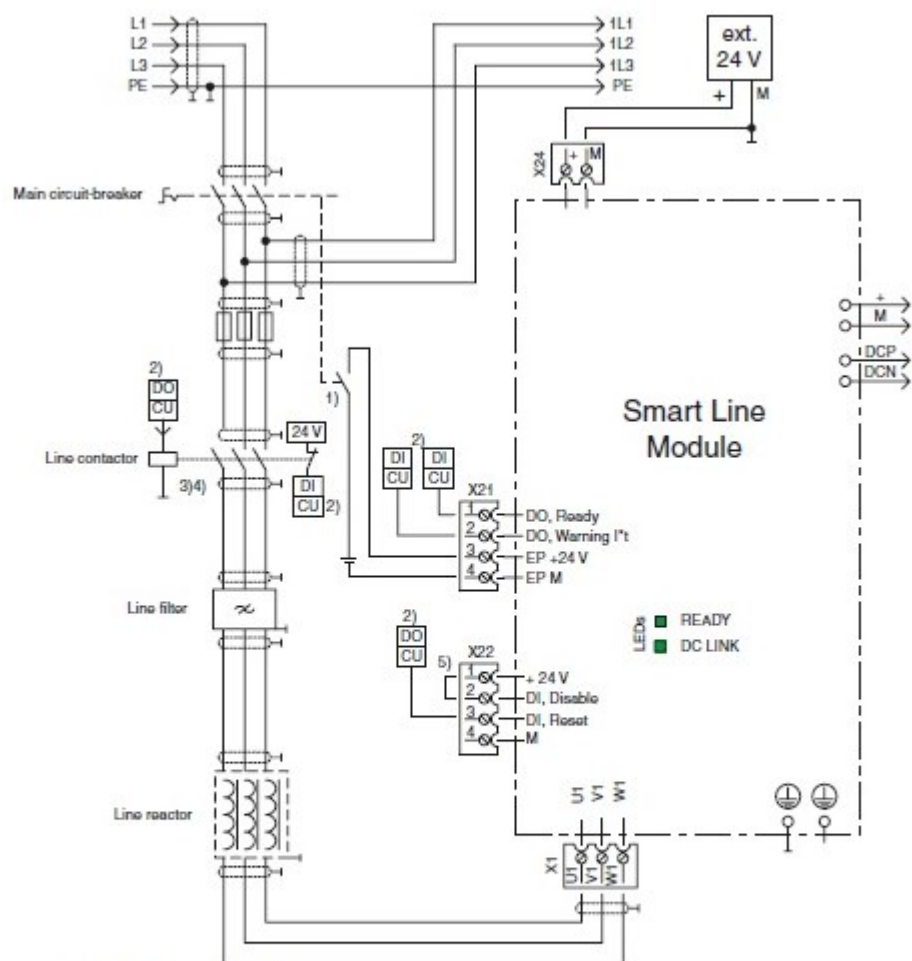 L1
L2
L3
PE
1L1
1L2
1L3
PE
ext.
24 V
+ M
X24
+ M
Main circuit-breaker
+
M
DCP
DCN
1)
2)
DO
CU
24 V
Line contactor
3)4)
DI
CU
2)
2)
DI DI
CU CU
X21
1 DO, Ready
2 DO, Warning I*t
3 EP +24 V
4 EP M
Smart Line
Module
Line filter
LEDs
READY
DC LINK
2)
DO
CU
5)
X22
1 + 24 V
2 DI, Disable
3 DI, Reset
4 M
Line reactor
U1 V1 W1
X1
U1 V1 W1